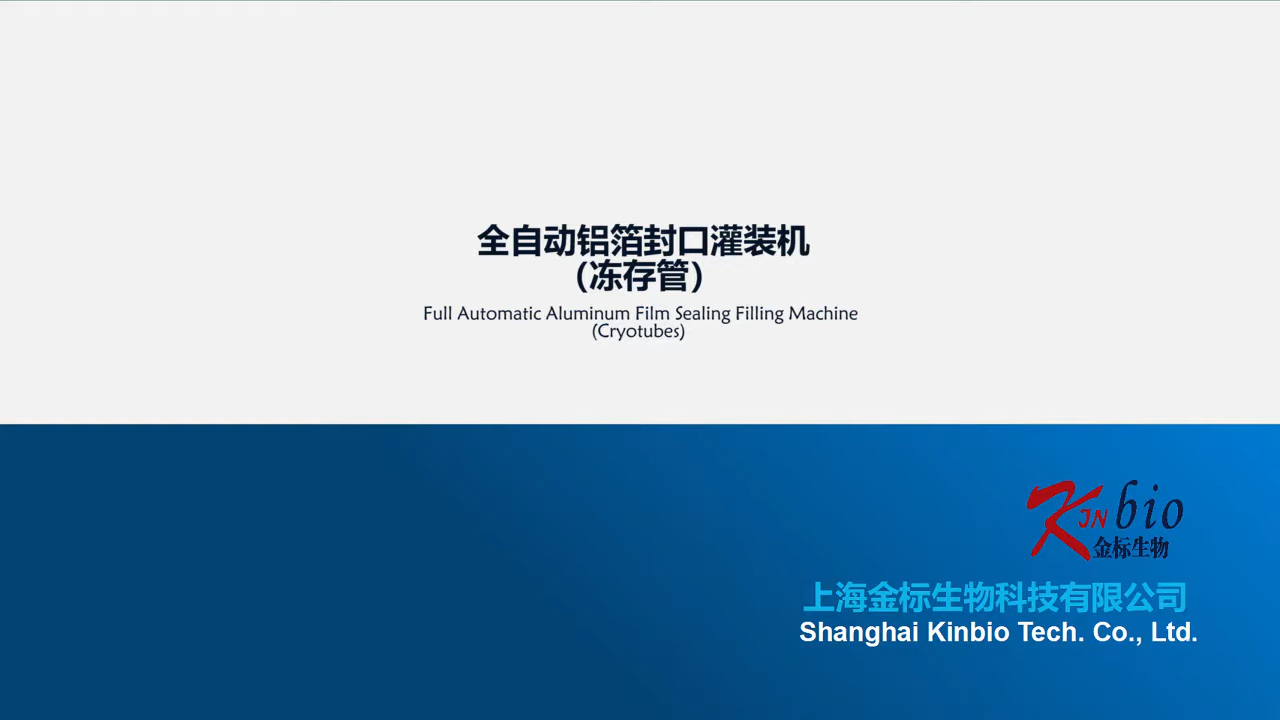 全自动铝箔封口灌装机
（冻存管）
Full Automatic Aluminum Film Sealing Filling Machine
(Cryotubes)
KINbio
金标生物
上海金标生物科技有限公司
Shanghai Kinbio Tech. Co., Ltd.